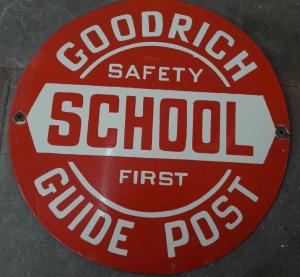 GOODRICH
SAFETY
SCHOOL
FIRST
GUIDE POST